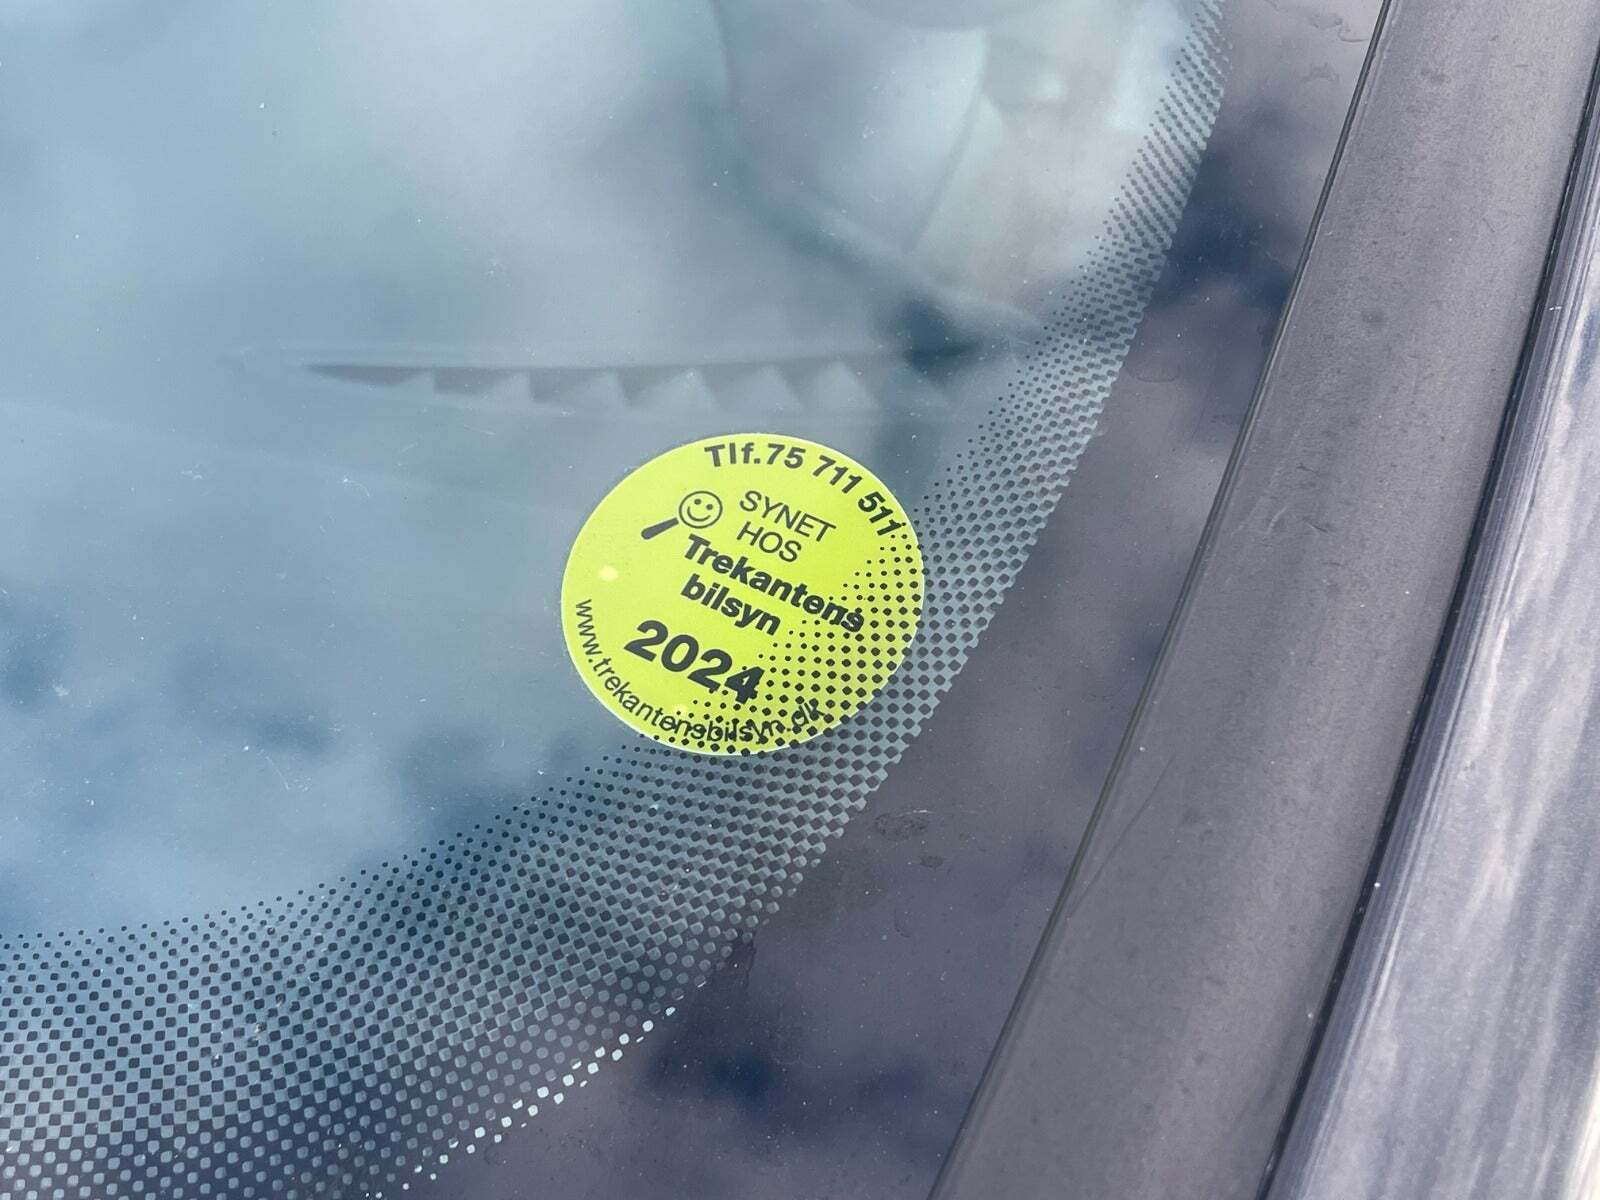 Tlf.75 711 511
SYNET
HOS
Trekantens
bilsyn
2024
www.trekantensbilsyn.dk